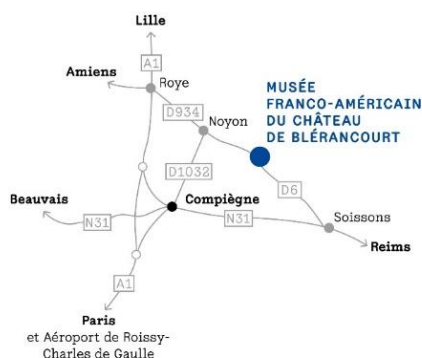 Lille
A1
Amiens
Roye
D934
MUSÉE
FRANCO-AMÉRICAIN
DU CHÂTEAU
DE BLÉRANCOURT
Noyon
D1032
D6
Beauvais
N31
Compiègne
N31
Soissons
Reims
A1
Paris
et Aéroport de Roissy-
Charles de Gaulle